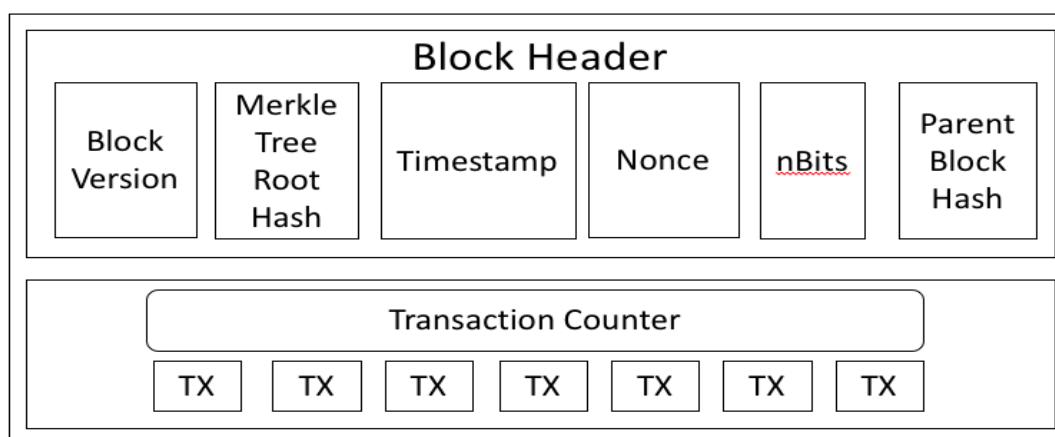 Block Header
Block
Version
Merkle
Tree
Root
Hash
Timestamp
Nonce
nBits
Parent
Block
Hash
Transaction Counter
TX TX TX TX TX TX TX